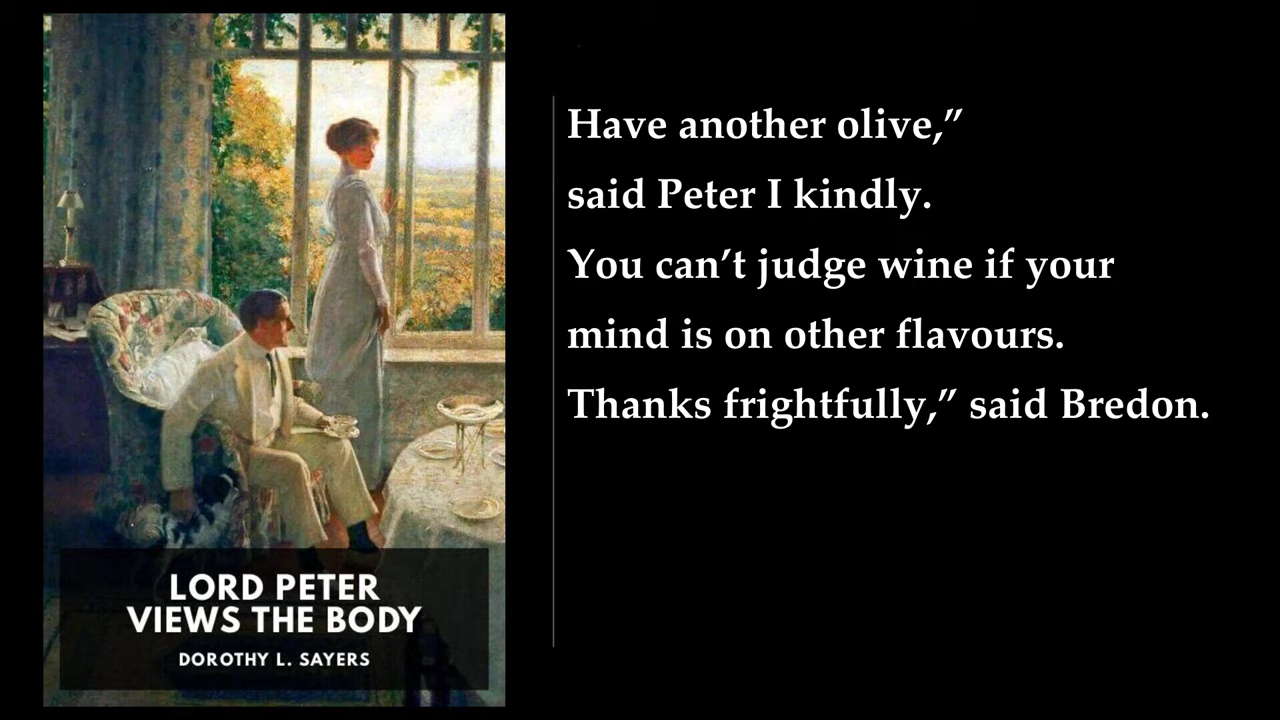 Have another olive,”
said Peter I kindly.
You can’t judge wine if your
mind is on other flavours.
Thanks frightfully,” said Bredon.
LORD PETER
VIEWS THE BODY
DOROTHY L. SAYERS